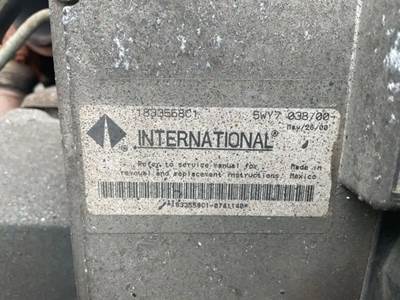 1833568C1 5WY7 038/00
May/26/00
INTERNATIONAL®
Refer to service manual for Made in
removal and replacement instructions. Mexico.